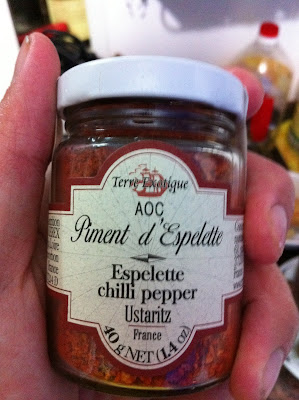 Terre Exotique
AOC
Piment d'Espelette
Espelette
chilli pepper
Ustaritz
France
40 g NET (1.4 oz)